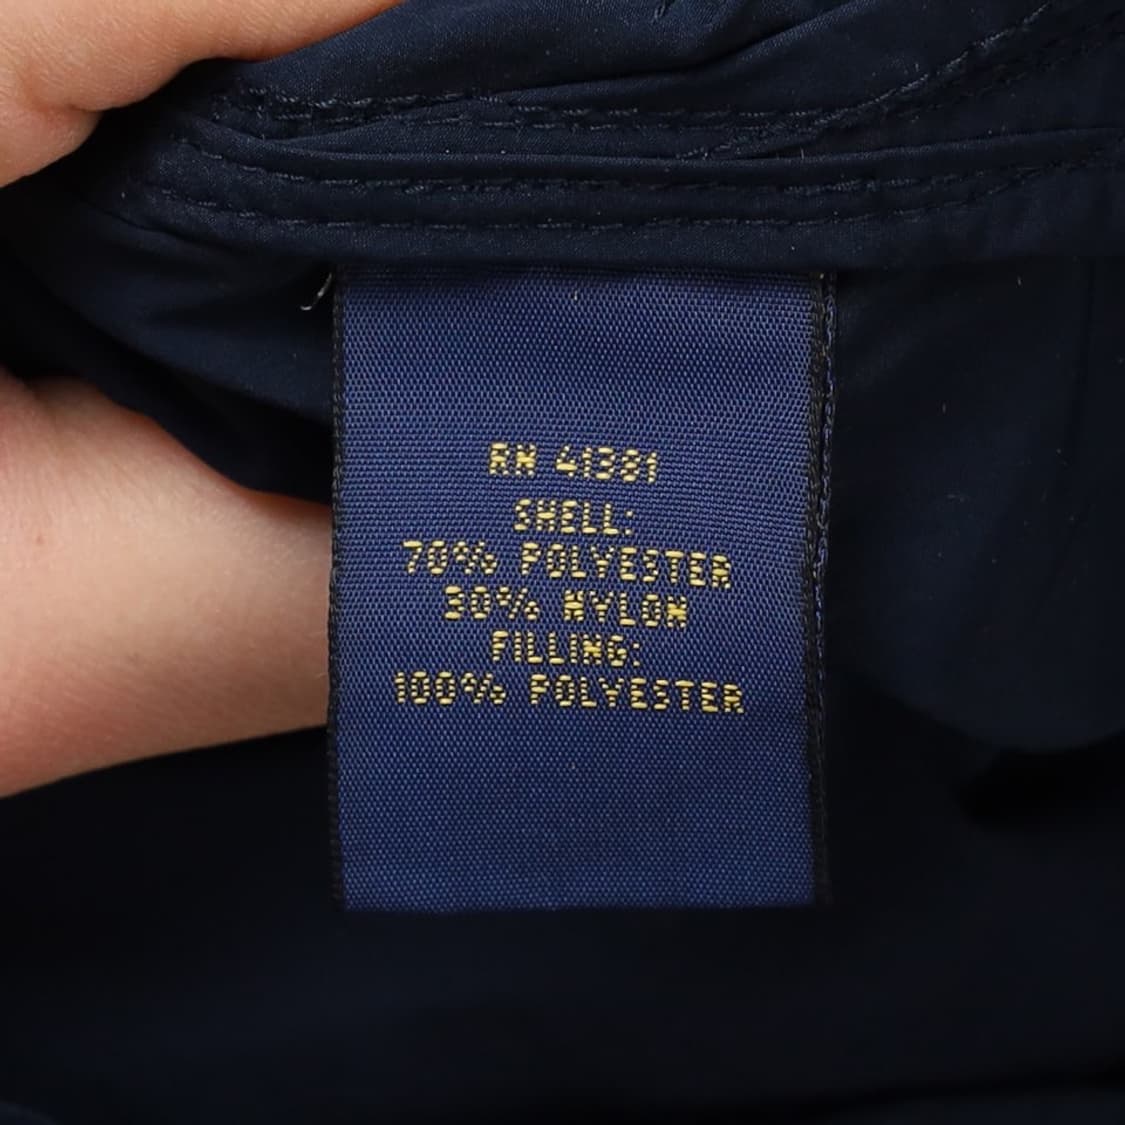 RN 41381
SHELL:
70% POLYESTER
30% NYLON
FILLING:
100% POLYESTER